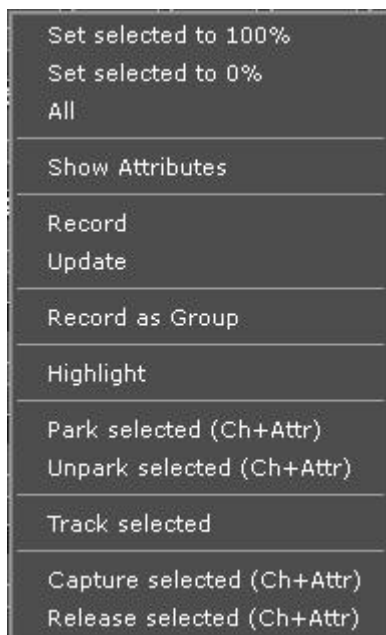 Set selected to 100%
Set selected to 0%
All
Show Attributes
Record
Update
Record as Group
Highlight
Park selected (Ch+Attr)
Unpark selected (Ch+Attr)
Track selected
Capture selected (Ch+Attr)
Release selected (Ch+Attr)